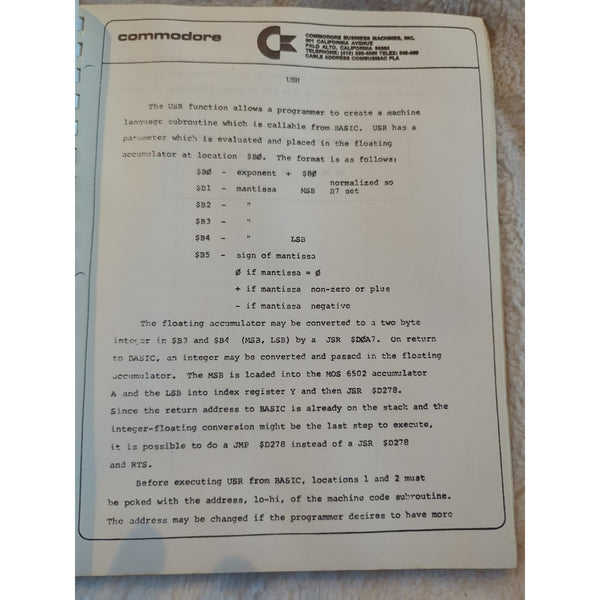 commodore
COMMODORE BUSINESS MACHINES, INC.
901 CALIFORNIA AVENUE
PALO ALTO, CALIFORNIA 94304
TELEPHONE: (415) 326-4000 TELEX: 345-569
CABLE ADDRESS COMBUSMAC PLA
USR
The USR function allows a programmer to create a machine
language subroutine which is callable from BASIC. USR has a
parameter which is evaluated and placed in the floating
accumulator at location $BØ. The format is as follows:
$BØ - exponent + $8Ø
$B1 - mantissa MSB normalized so B7 set
$B2 - "
$B3 - "
$B4 - " LSB
$B5 - sign of mantissa
Ø if mantissa = Ø
+ if mantissa non-zero or plus
- if mantissa negative
The floating accumulator may be converted to a two byte
integer in $B3 and $B4 (MSB, LSB) by a JSR $DØA7. On return
to BASIC, an integer may be converted and passed in the floating
accumulator. The MSB is loaded into the MOS 6502 accumulator
A and the LSB into index register Y and then JSR $D278.
Since the return address to BASIC is already on the stack and the
integer-floating conversion might be the last step to execute,
it is possible to do a JMP $D278 instead of a JSR $D278
and RTS.
Before executing USR from BASIC, locations 1 and 2 must
be poked with the address, lo-hi, of the machine code subroutine.
The address may be changed if the programmer desires to have more